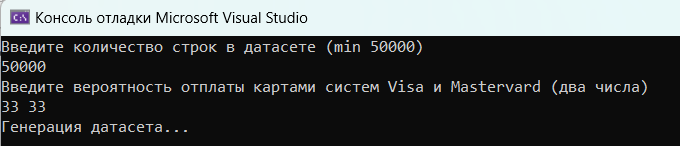 Консоль отладки Microsoft Visual Studio
Введите количество строк в датасете (min 50000)
50000
Введите вероятность отплаты картами систем Visa и Mastervard (два числа)
33 33
Генерация датасета...